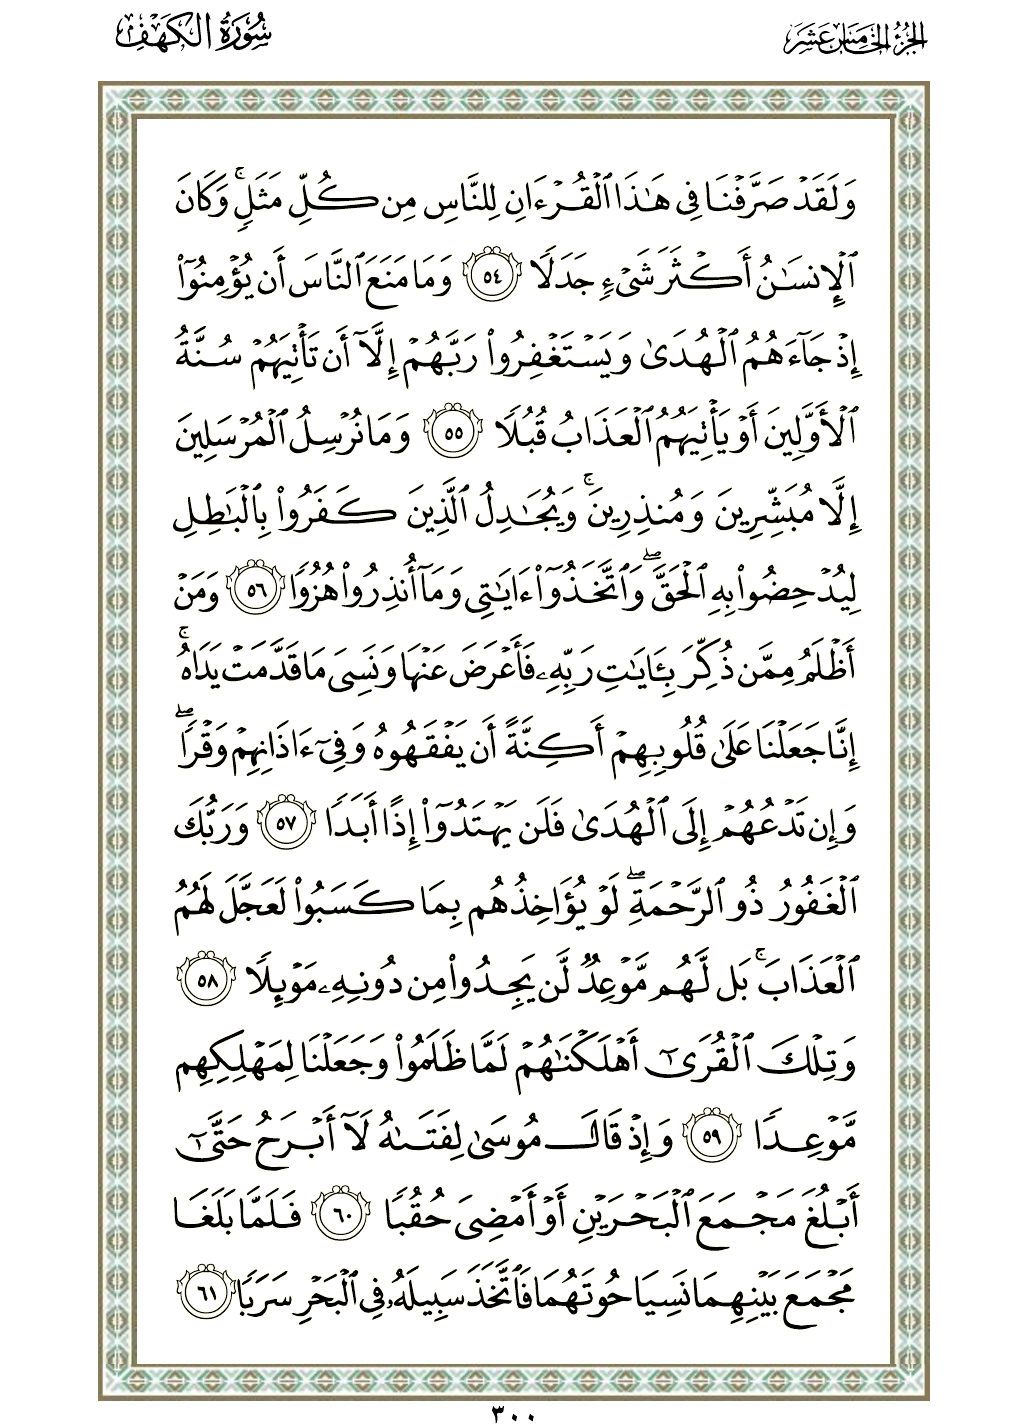 الجزء الخامس عشر
سورة الكهف
وَلَقَدۡ صَرَّفۡنَا فِي هَٰذَا ٱلۡقُرۡءَانِ لِلنَّاسِ مِن كُلِّ مَثَلٖۚ وَكَانَ
ٱلۡإِنسَٰنُ أَكۡثَرَ شَيۡءٖ جَدَلٗا ٥٤ وَمَا مَنَعَ ٱلنَّاسَ أَن يُؤۡمِنُوٓاْ
إِذۡ جَآءَهُمُ ٱلۡهُدَىٰ وَيَسۡتَغۡفِرُواْ رَبَّهُمۡ إِلَّآ أَن تَأۡتِيَهُمۡ سُنَّةُ
ٱلۡأَوَّلِينَ أَوۡ يَأۡتِيَهُمُ ٱلۡعَذَابُ قُبُلٗا ٥٥ وَمَا نُرۡسِلُ ٱلۡمُرۡسَلِينَ
إِلَّا مُبَشِّرِينَ وَمُنذِرِينَۚ وَيُجَٰدِلُ ٱلَّذِينَ كَفَرُواْ بِٱلۡبَٰطِلِ
لِيُدۡحِضُواْ بِهِ ٱلۡحَقَّۖ وَٱتَّخَذُوٓاْ ءَايَٰتِي وَمَآ أُنذِرُواْ هُزُوٗا ٥٦ وَمَنۡ
أَظۡلَمُ مِمَّن ذُكِّرَ بِـَٔايَٰتِ رَبِّهِۦ فَأَعۡرَضَ عَنۡهَا وَنَسِيَ مَا قَدَّمَتۡ يَدَاهُۚ
إِنَّا جَعَلۡنَا عَلَىٰ قُلُوبِهِمۡ أَكِنَّةً أَن يَفۡقَهُوهُ وَفِيٓ ءَاذَانِهِمۡ وَقۡرٗاۖ
وَإِن تَدۡعُهُمۡ إِلَى ٱلۡهُدَىٰ فَلَن يَهۡتَدُوٓاْ إِذًا أَبَدٗا ٥٧ وَرَبُّكَ
ٱلۡغَفُورُ ذُو ٱلرَّحۡمَةِۖ لَوۡ يُؤَاخِذُهُم بِمَا كَسَبُواْ لَعَجَّلَ لَهُمُ
ٱلۡعَذَابَۚ بَل لَّهُم مَّوۡعِدٞ لَّن يَجِدُواْ مِن دُونِهِۦ مَوۡئِلٗا ٥٨
وَتِلۡكَ ٱلۡقُرَىٰٓ أَهۡلَكۡنَٰهُمۡ لَمَّا ظَلَمُواْ وَجَعَلۡنَا لِمَهۡلِكِهِم
مَّوۡعِدٗا ٥٩ وَإِذۡ قَالَ مُوسَىٰ لِفَتَىٰهُ لَآ أَبۡرَحُ حَتَّىٰٓ
أَبۡلُغَ مَجۡمَعَ ٱلۡبَحۡرَيۡنِ أَوۡ أَمۡضِيَ حُقُبٗا ٦٠ فَلَمَّا بَلَغَا
مَجۡمَعَ بَيۡنِهِمَا نَسِيَا حُوتَهُمَا فَٱتَّخَذَ سَبِيلَهُۥ فِي ٱلۡبَحۡرِ سَرَبٗا ٦١
٣٠٠